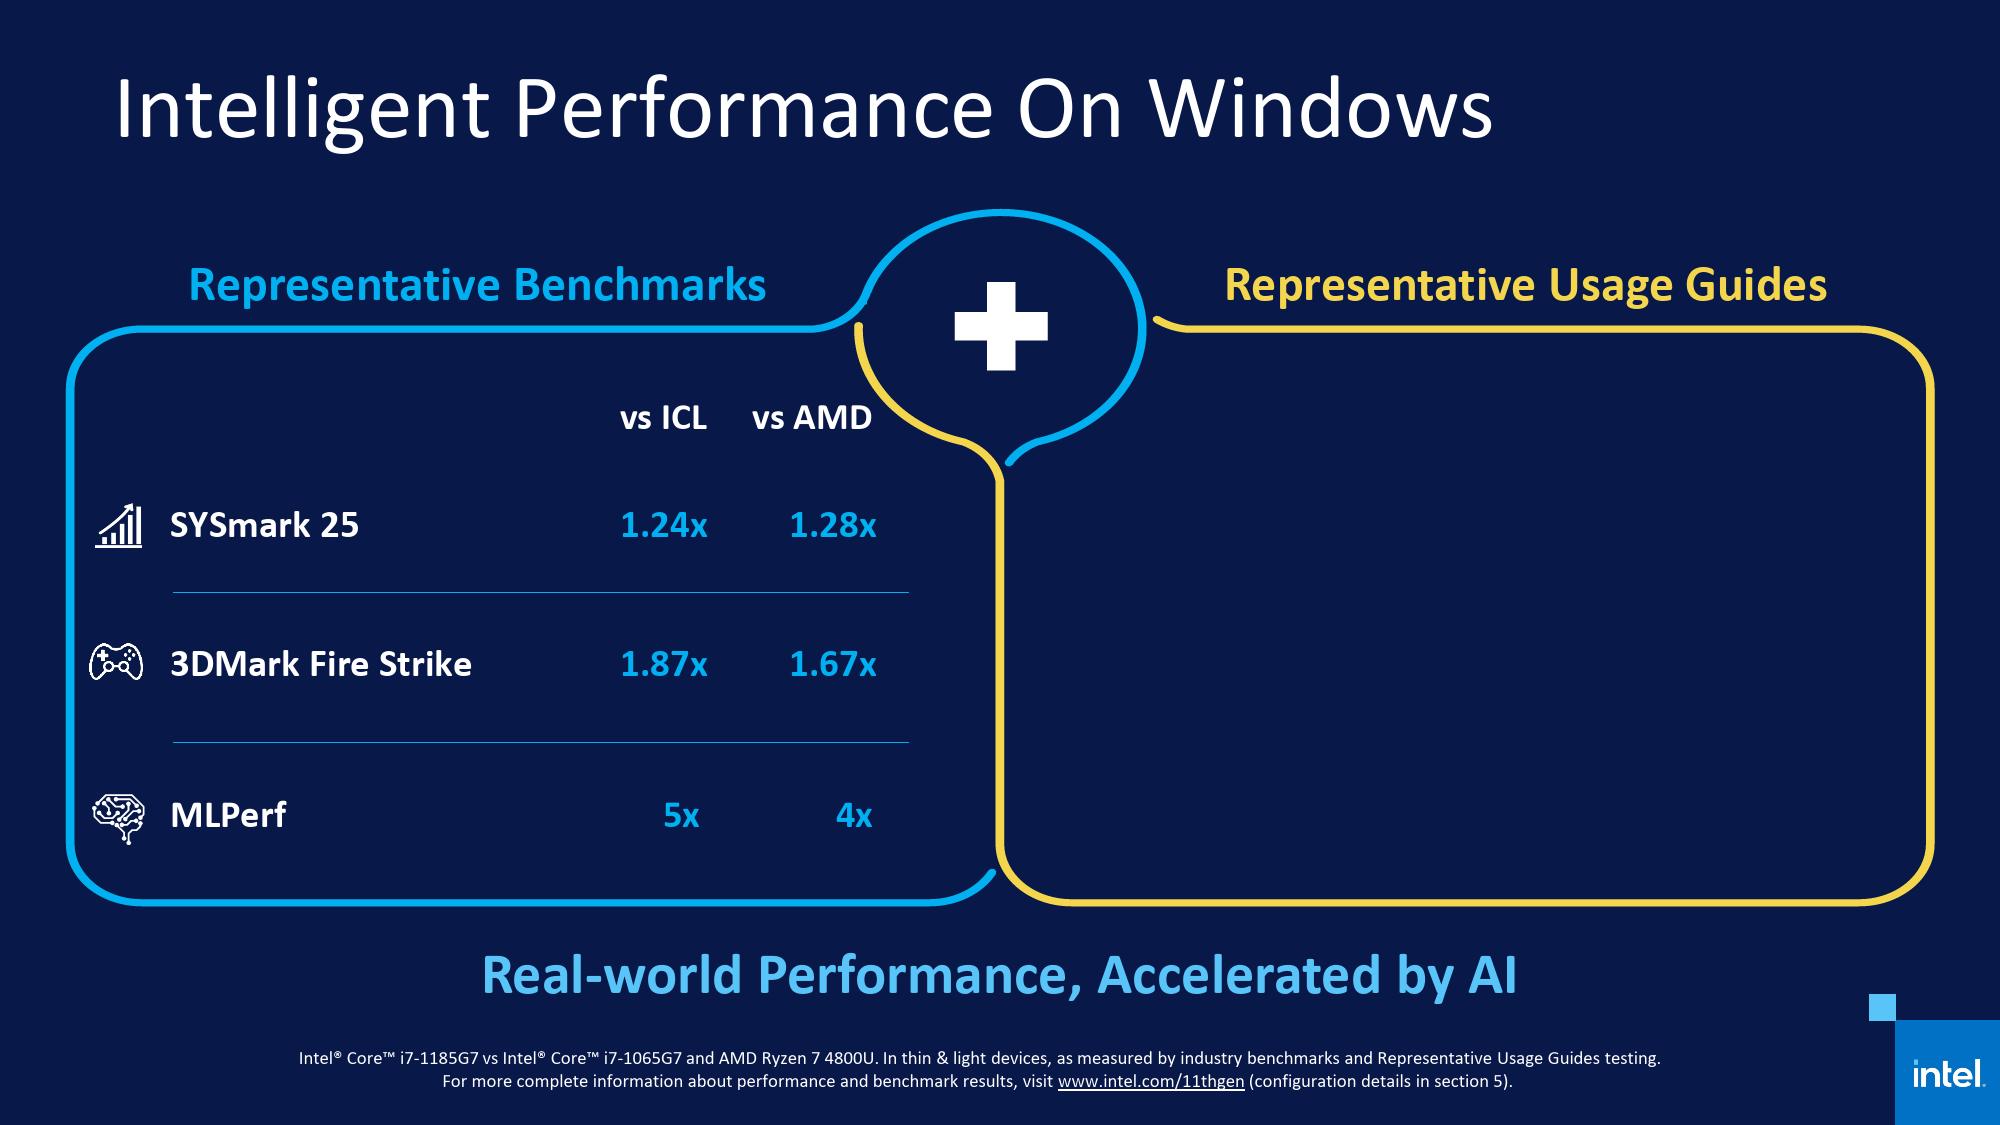 Intelligent Performance On Windows
Representative Benchmarks
Representative Usage Guides
vs ICL vs AMD
SYSmark 25 1.24x 1.28x
3DMark Fire Strike 1.87x 1.67x
MLPerf 5x 4x
Real-world Performance, Accelerated by AI
Intel® Core™ i7-1185G7 vs Intel® Core™ i7-1065G7 and AMD Ryzen 7 4800U. In thin & light devices, as measured by industry benchmarks and Representative Usage Guides testing.
For more complete information about performance and benchmark results, visit www.intel.com/11thgen (configuration details in section 5).
intel.